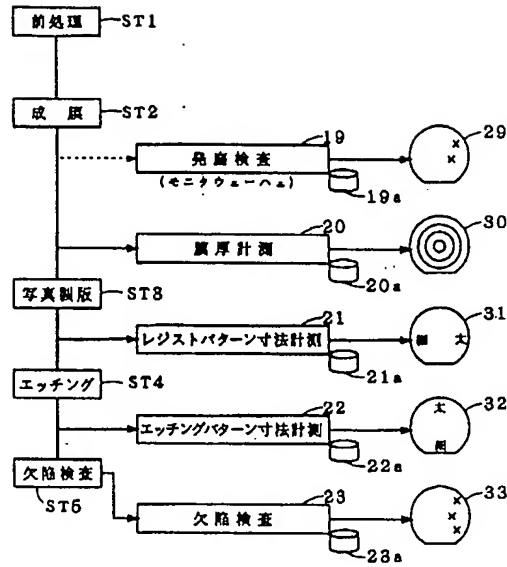 前処理 ST1
成膜 ST2
発塵検査 19 29
(モニタウェーハ) 19a
膜厚計測 20 30
20a
写真製版 ST3
レジストパターン寸法計測 21 31
細 太
21a
エッチング ST4
エッチングパターン寸法計測 22 32
太
細
22a
欠陥検査 ST5
欠陥検査 23 33
23a